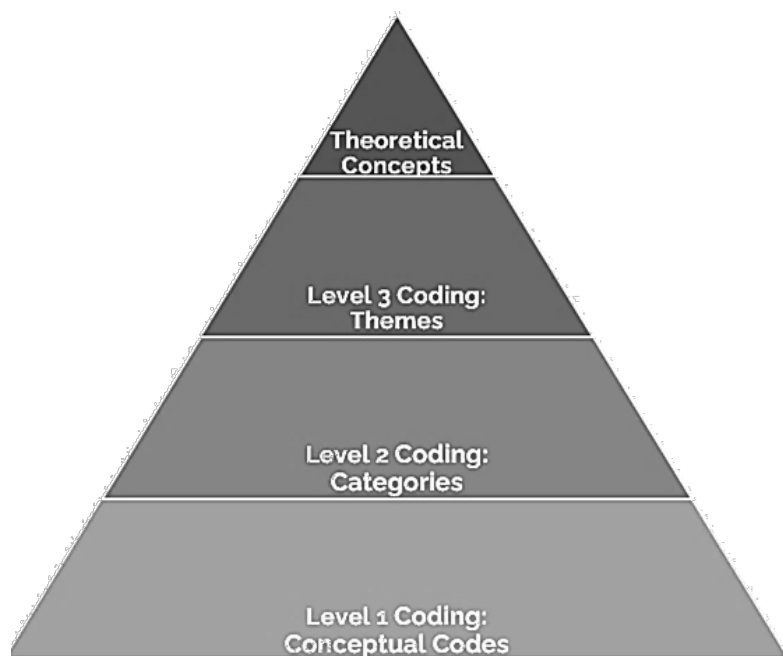 Theoretical
Concepts
Level 3 Coding:
Themes
Level 2 Coding:
Categories
Level 1 Coding:
Conceptual Codes